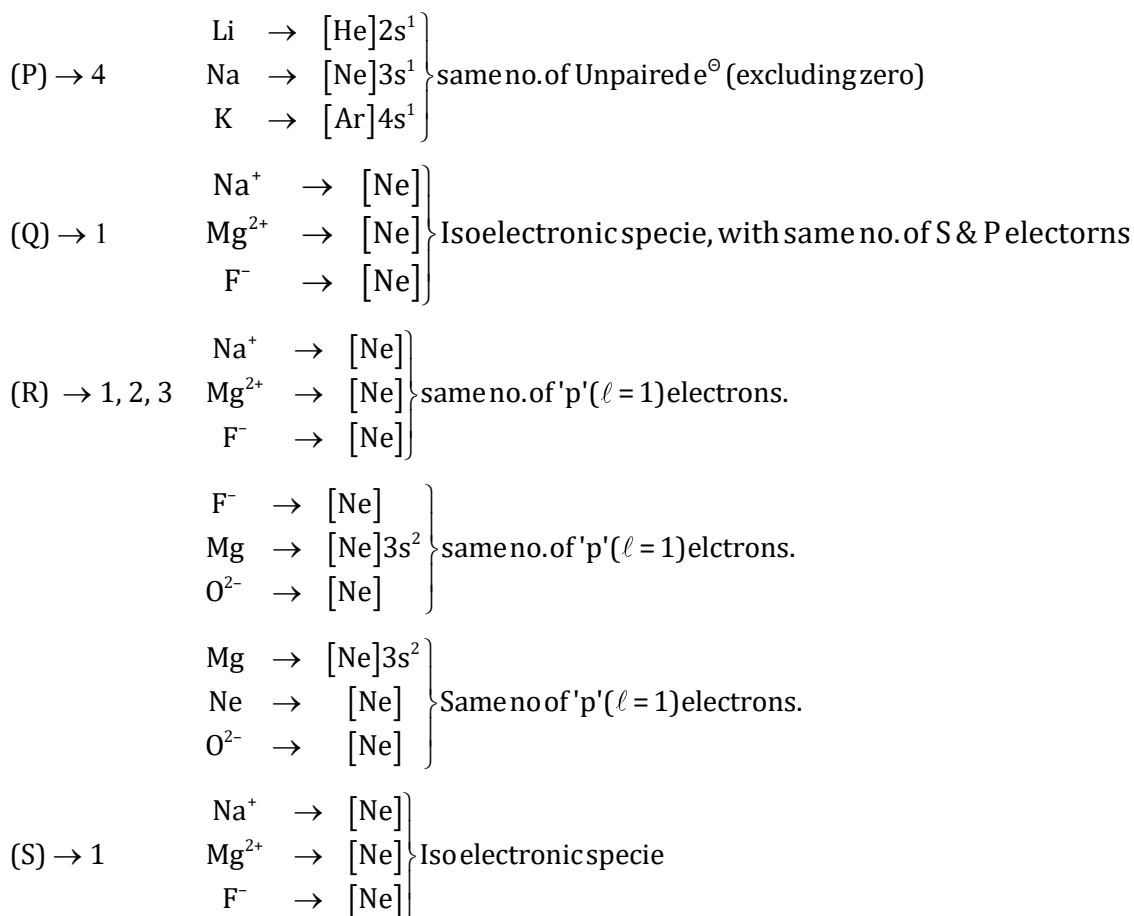 Li → [He]2s¹
(P) → 4 Na → [Ne]3s¹ same no. of Unpaired e^Θ (excluding zero)
K → [Ar]4s¹
Na⁺ → [Ne]
(Q) → 1 Mg²⁺ → [Ne] Isoelectronic specie, with same no. of S & P electorns
F⁻ → [Ne]
Na⁺ → [Ne]
(R) → 1, 2, 3 Mg²⁺ → [Ne] same no. of 'p' (ℓ = 1) electrons.
F⁻ → [Ne]
F⁻ → [Ne]
Mg → [Ne]3s² same no. of 'p' (ℓ = 1) elctrons.
O²⁻ → [Ne]
Mg → [Ne]3s²
Ne → [Ne] Same no of 'p' (ℓ = 1) electrons.
O²⁻ → [Ne]
Na⁺ → [Ne]
(S) → 1 Mg²⁺ → [Ne] Iso electronic specie
F⁻ → [Ne]